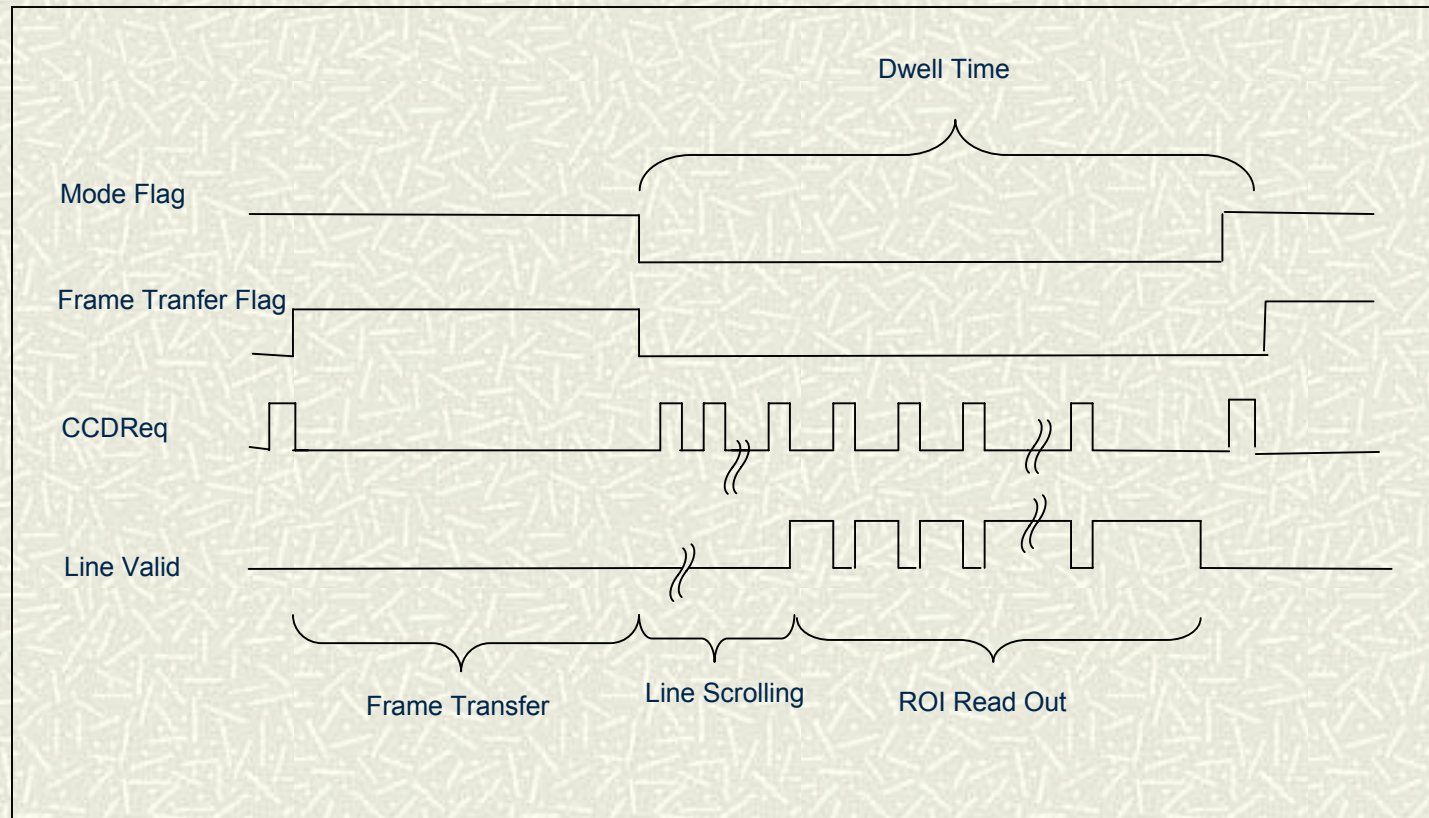 Dwell Time
Mode Flag
Frame Tranfer Flag
CCDReq
Line Valid
Frame Transfer
Line Scrolling
ROI Read Out